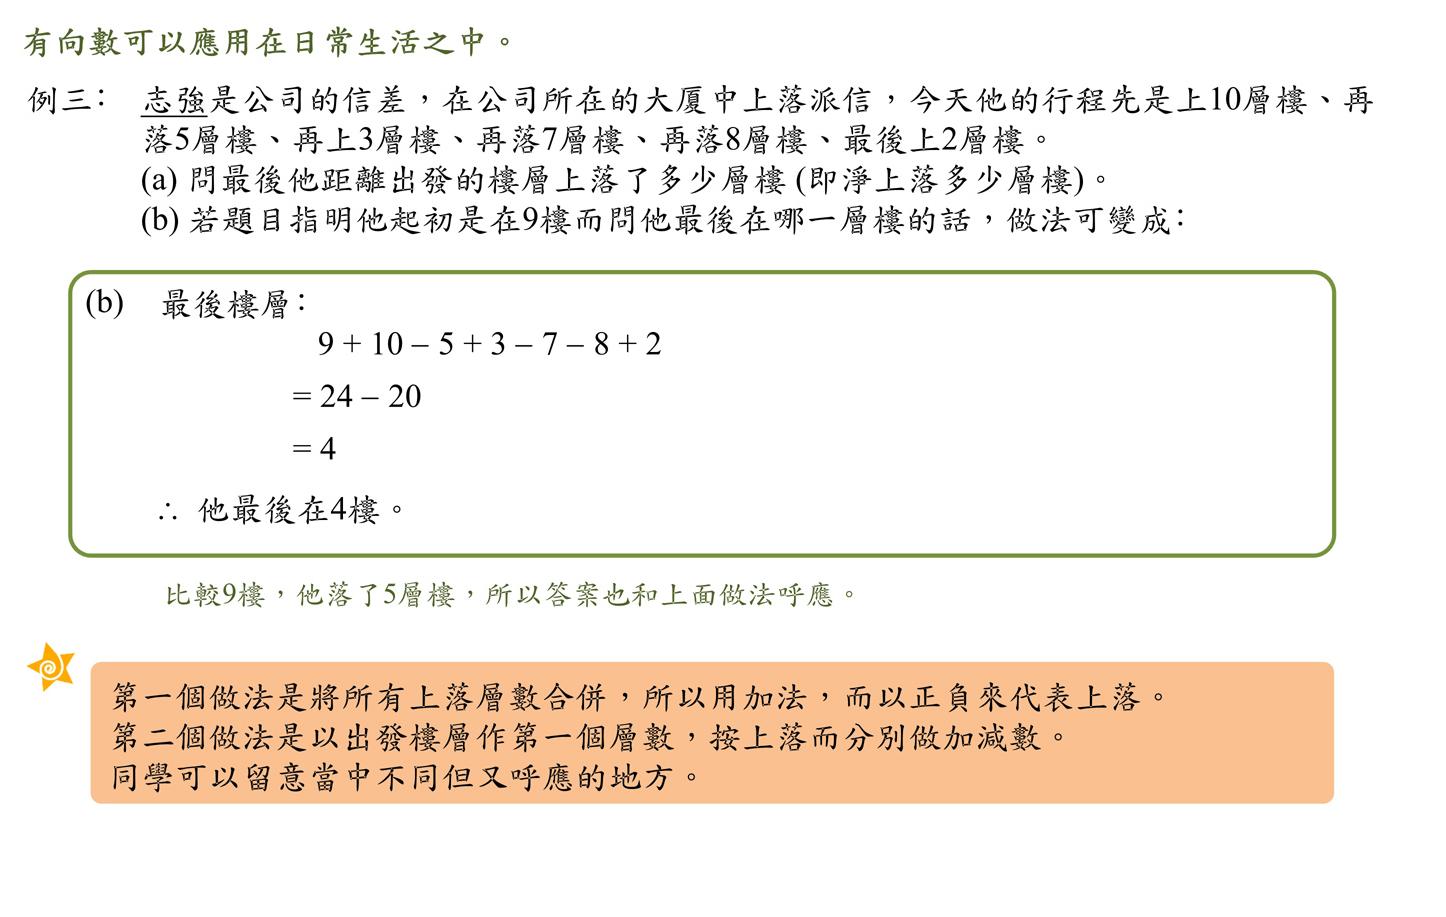 有向數可以應用在日常生活之中。
例三： 志強是公司的信差，在公司所在的大厦中上落派信，今天他的行程先是上10層樓、再
落5層樓、再上3層樓、再落7層樓、再落8層樓、最後上2層樓。
(a) 問最後他距離出發的樓層上落了多少層樓 (即淨上落多少層樓)。
(b) 若題目指明他起初是在9樓而問他最後在哪一層樓的話，做法可變成：
(b) 最後樓層：
9 + 10 – 5 + 3 – 7 – 8 + 2
= 24 – 20
= 4
∴ 他最後在4樓。
比較9樓，他落了5層樓，所以答案也和上面做法呼應。
第一個做法是將所有上落層數合併，所以用加法，而以正負來代表上落。
第二個做法是以出發樓層作第一個層數，按上落而分別做加減數。
同學可以留意當中不同但又呼應的地方。